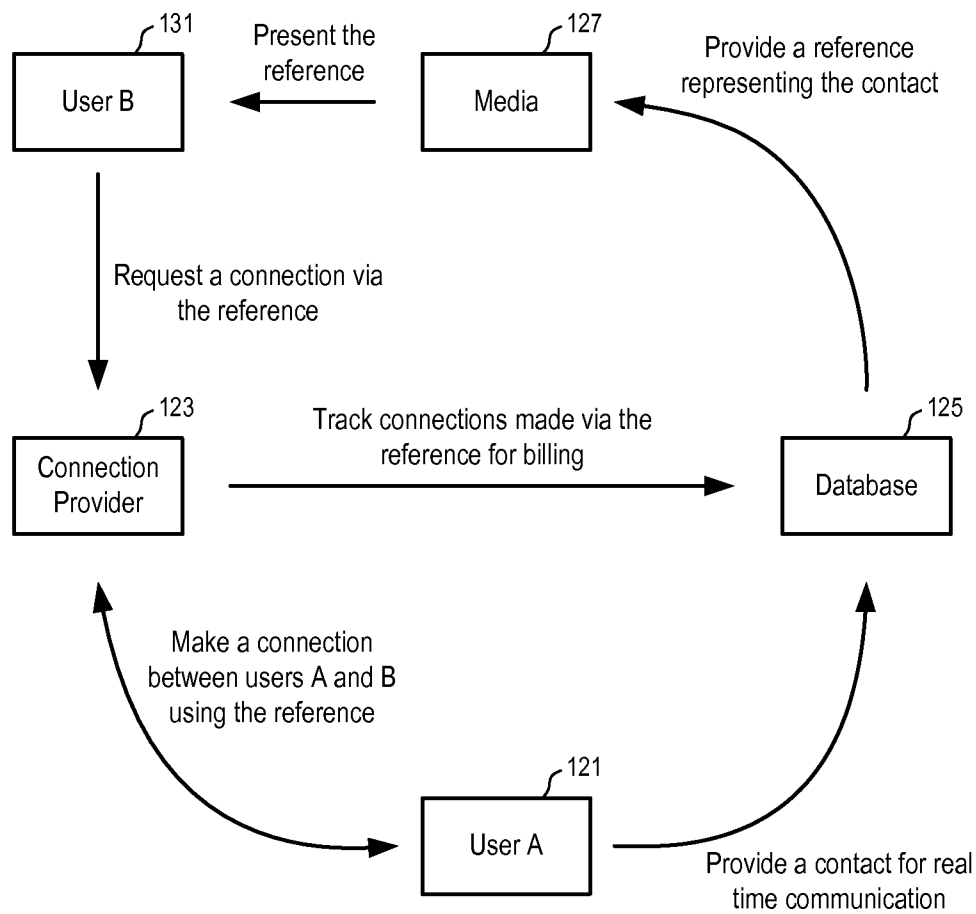 131
User B
Present the
reference
127
Media
Provide a reference
representing the contact
Request a connection via
the reference
123
Connection
Provider
Track connections made via the
reference for billing
125
Database
Make a connection
between users A and B
using the reference
121
User A
Provide a contact for real
time communication